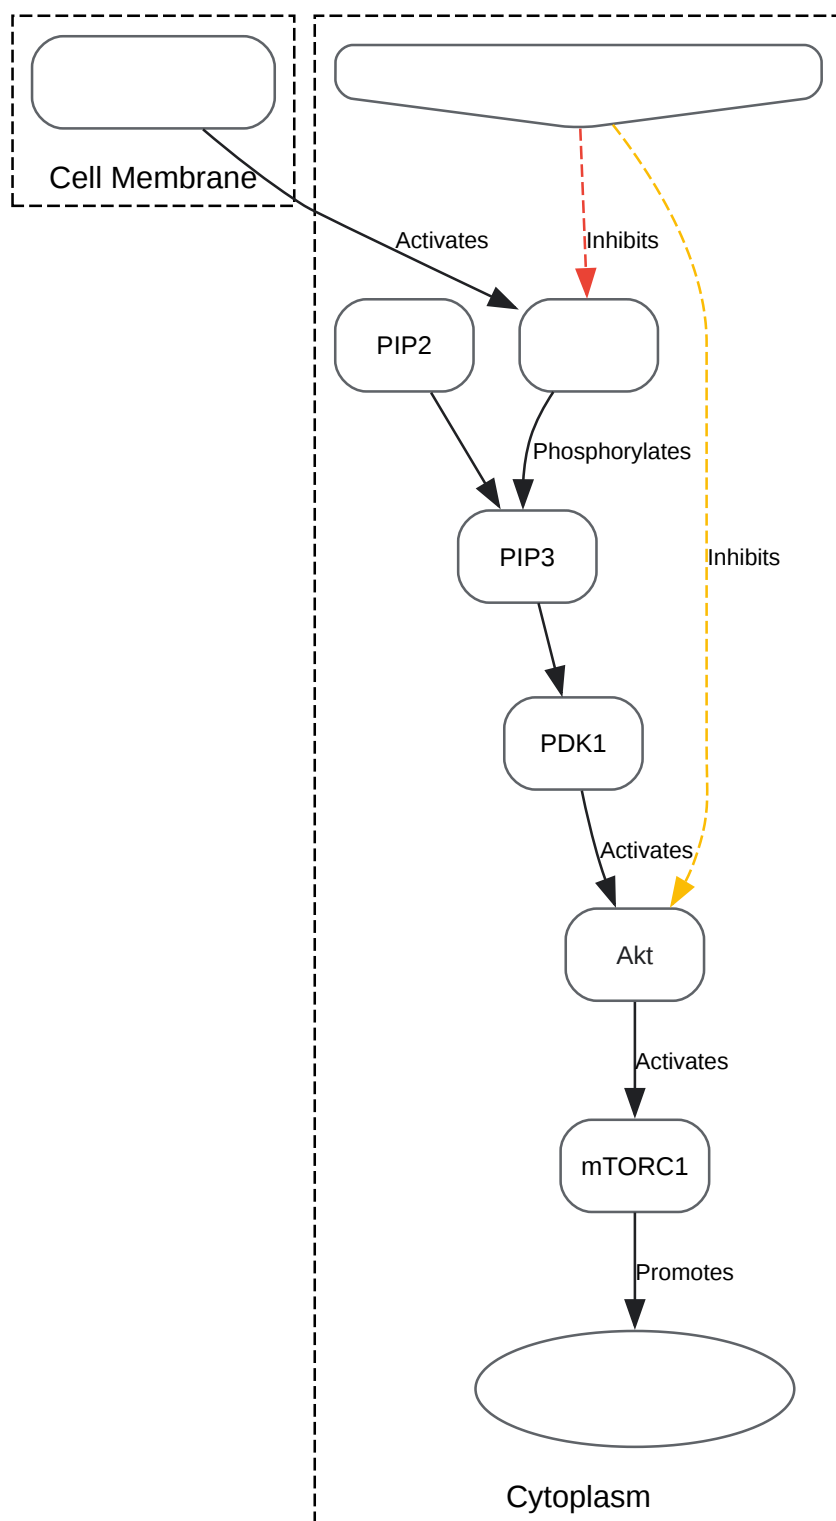 Cell Membrane
Activates
Inhibits
PIP2
Phosphorylates
PIP3
Inhibits
PDK1
Activates
Akt
Activates
mTORC1
Promotes
Cytoplasm